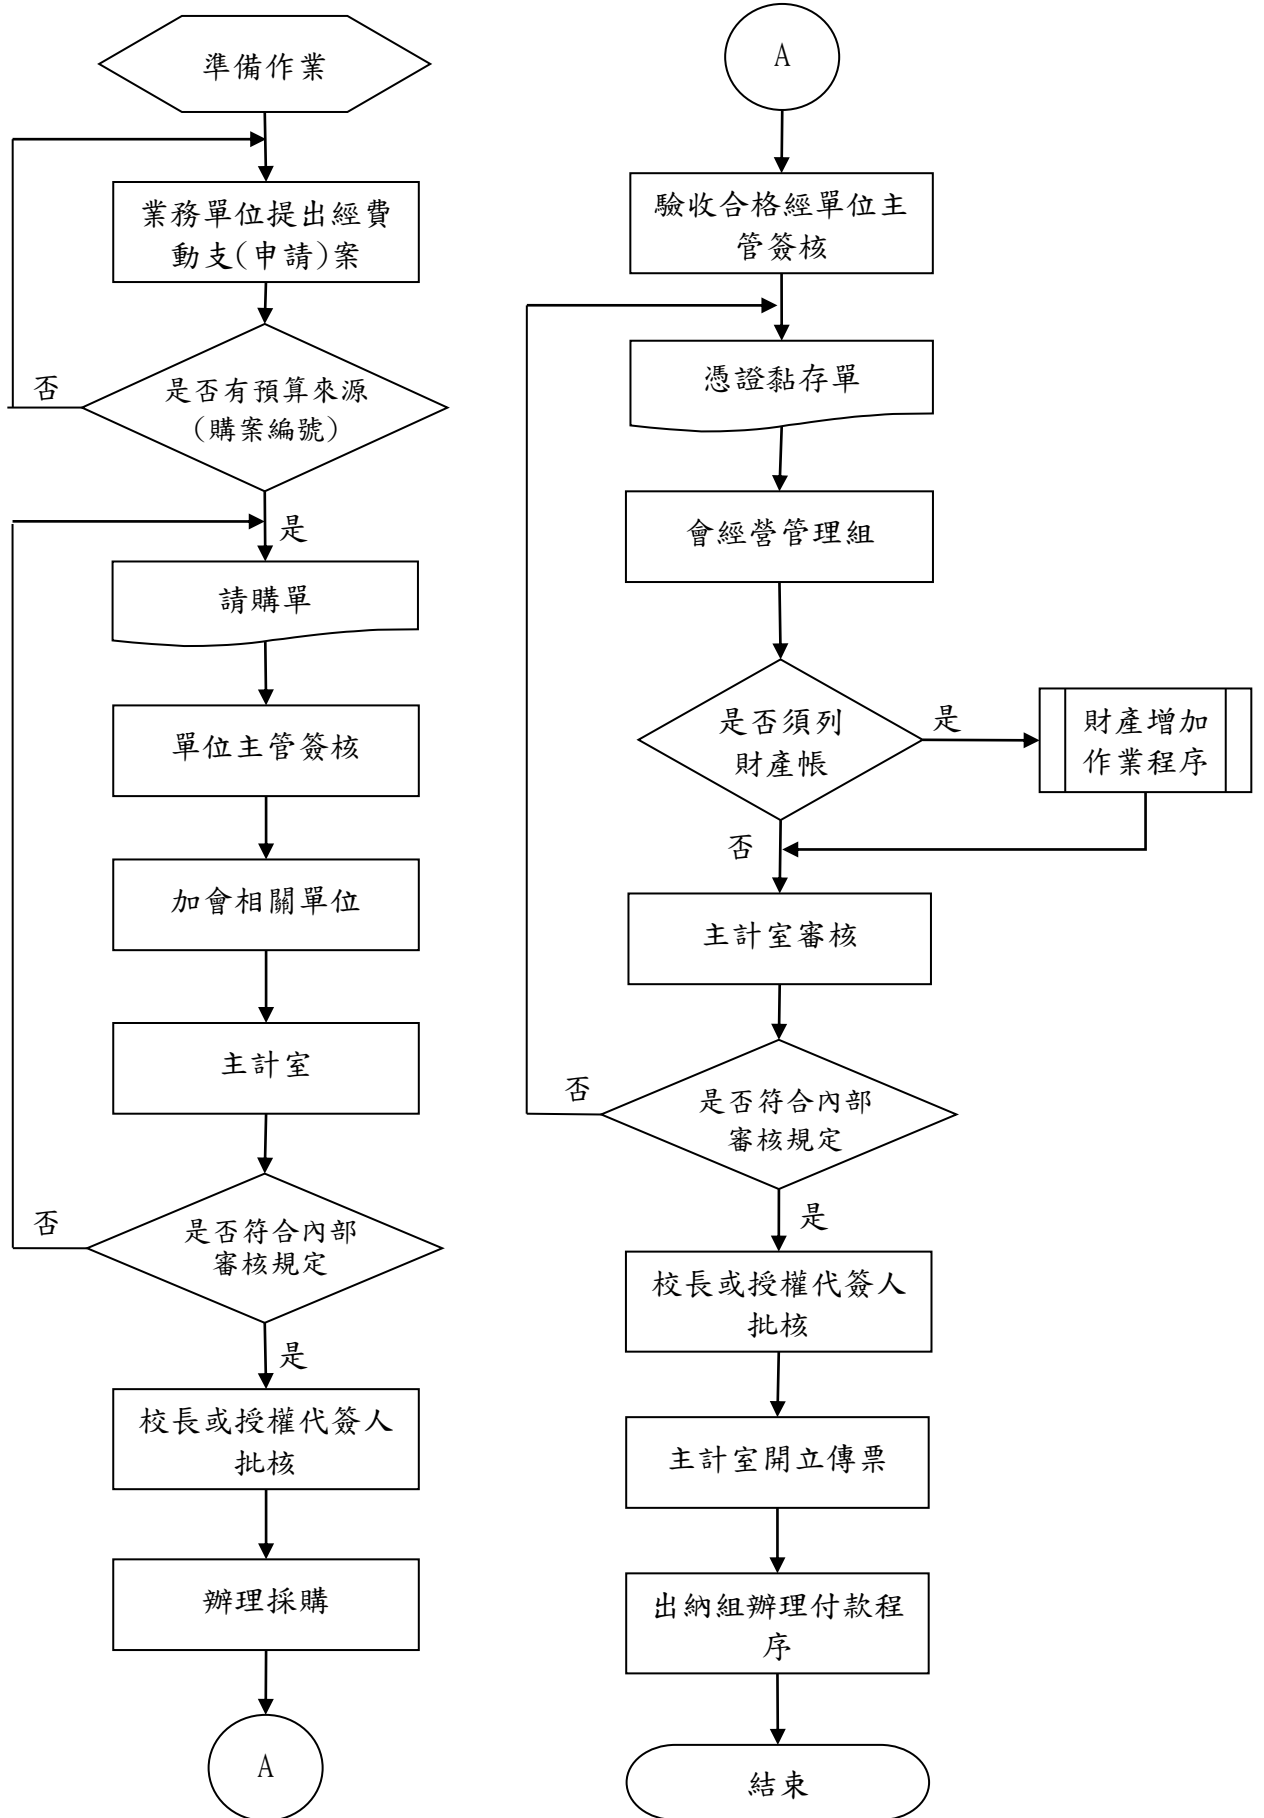 準備作業
業務單位提出經費
動支(申請)案
否
是否有預算來源
(購案編號)
是
請購單
單位主管簽核
加會相關單位
主計室
否
是否符合內部
審核規定
是
校長或授權代簽人
批核
辦理採購
A
A
驗收合格經單位主
管簽核
憑證黏存單
會經營管理組
是否須列
財產帳
是
財產增加
作業程序
否
主計室審核
否
是否符合內部
審核規定
是
校長或授權代簽人
批核
主計室開立傳票
出納組辦理付款程
序
結束